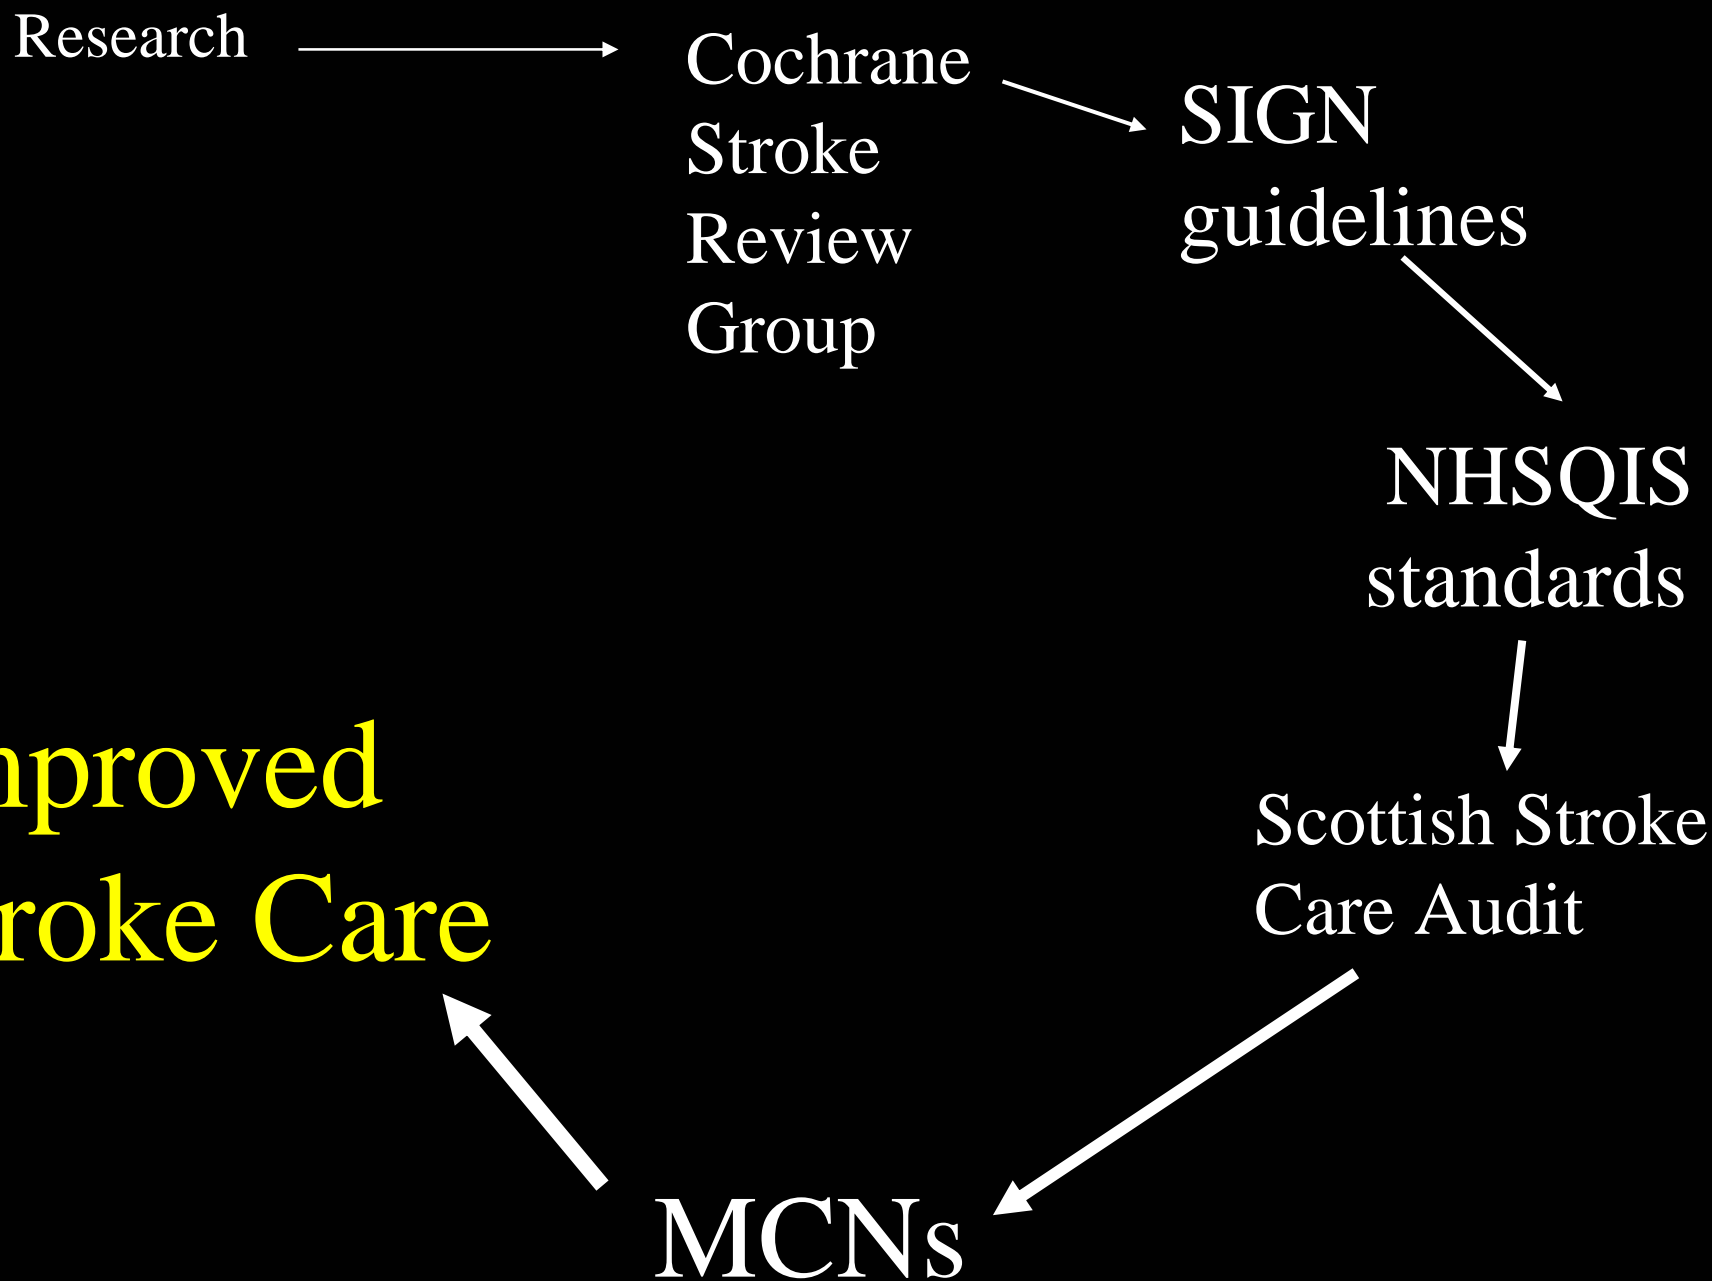 Research
Cochrane
Stroke
Review
Group
SIGN
guidelines
NHSQIS
standards
Scottish Stroke
Care Audit
MCNs
nproved
roke Care